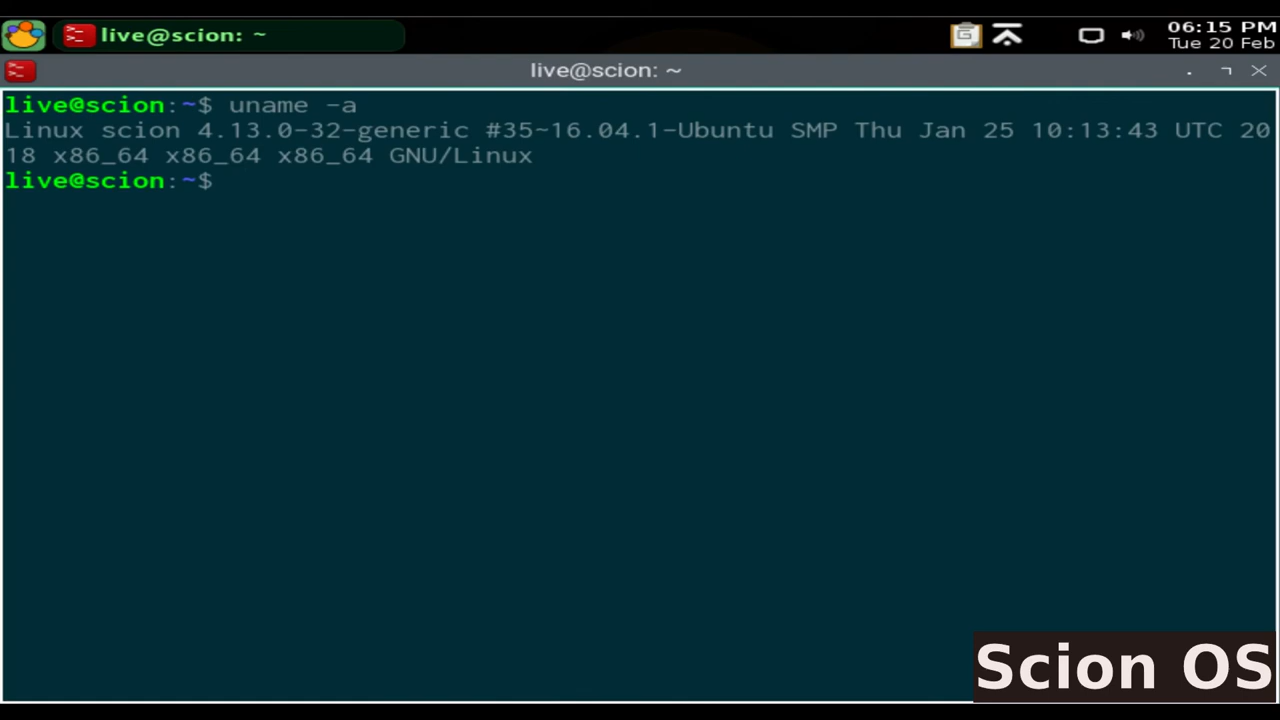 live@scion: ~
06:15 PM
Tue 20 Feb
live@scion: ~
live@scion:~$ uname -a
Linux scion 4.13.0-32-generic #35~16.04.1-Ubuntu SMP Thu Jan 25 10:13:43 UTC 20
18 x86_64 x86_64 x86_64 GNU/Linux
live@scion:~$
Scion OS